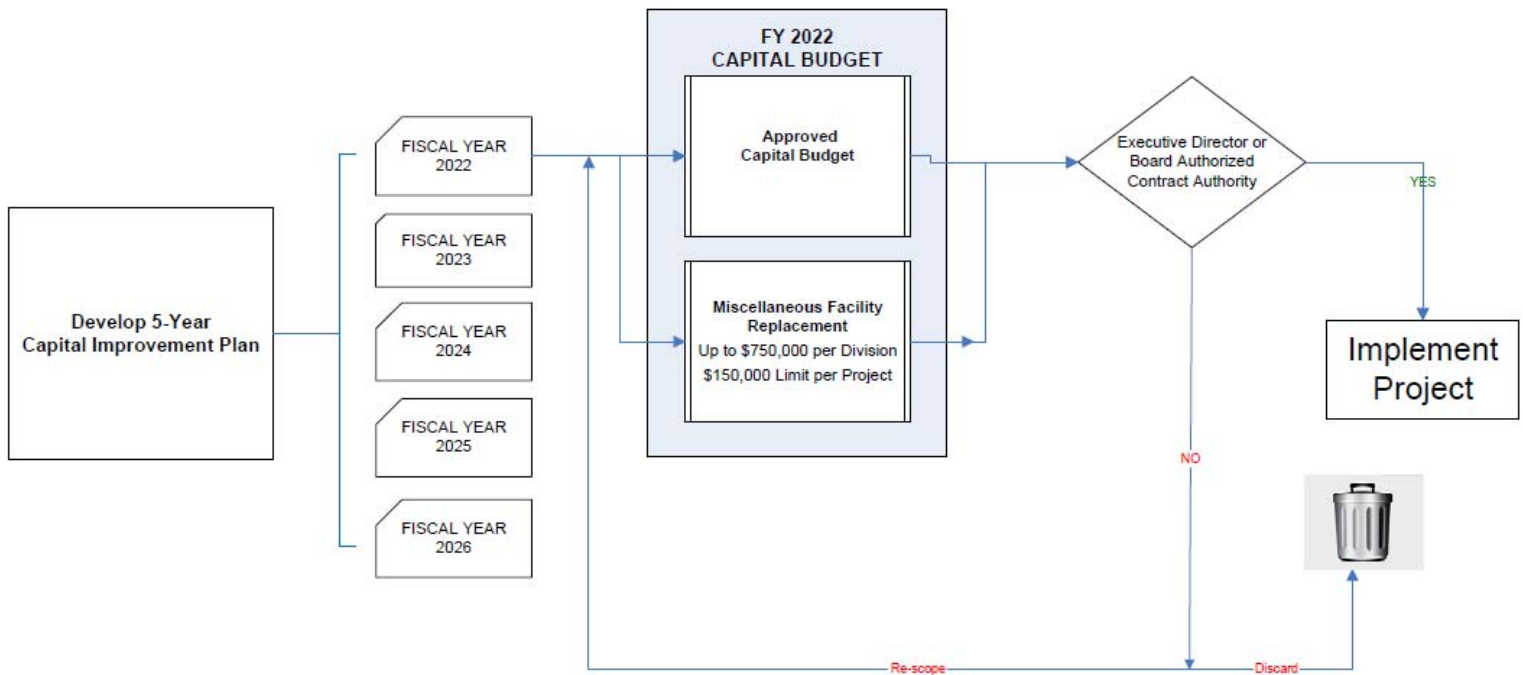 Develop 5-Year
Capital Improvement Plan
FISCAL YEAR
2022
FISCAL YEAR
2023
FISCAL YEAR
2024
FISCAL YEAR
2025
FISCAL YEAR
2026
FY 2022
CAPITAL BUDGET
Approved
Capital Budget
Miscellaneous Facility
Replacement
Up to $750,000 per Division
$150,000 Limit per Project
Executive Director or
Board Authorized
Contract Authority
YES
Implement
Project
NO
Re-scope
Discard